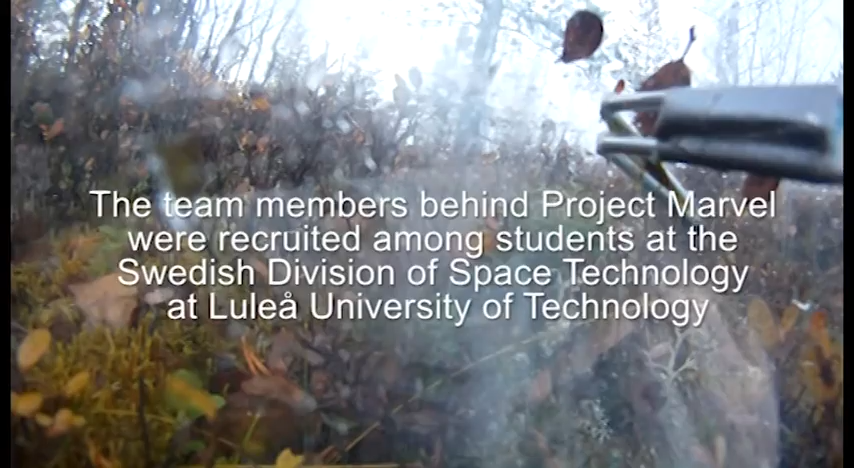 The team members behind Project Marvel
were recruited among students at the
Swedish Division of Space Technology
at Luleå University of Technology